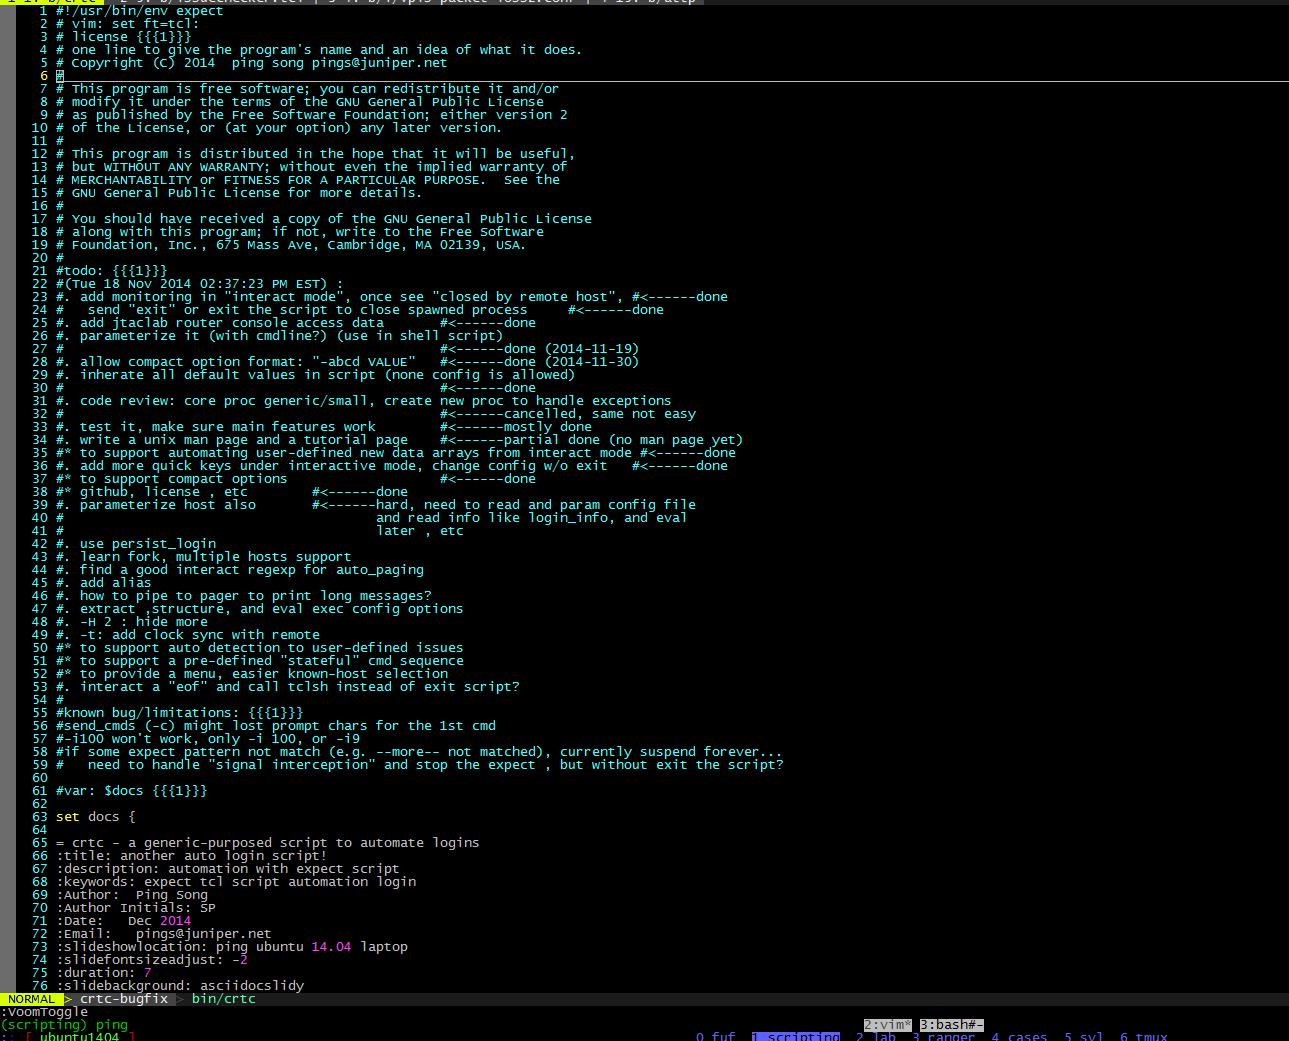 1 #!/usr/bin/env expect
2 # vim: set ft=tcl:
3 # license {{{1}}}
4 # one line to give the program's name and an idea of what it does.
5 # Copyright (C) 2014  ping song pings@juniper.net
6 #
7 # This program is free software; you can redistribute it and/or
8 # modify it under the terms of the GNU General Public License
9 # as published by the Free Software Foundation; either version 2
10 # of the License, or (at your option) any later version.
11 #
12 # This program is distributed in the hope that it will be useful,
13 # but WITHOUT ANY WARRANTY; without even the implied warranty of
14 # MERCHANTABILITY or FITNESS FOR A PARTICULAR PURPOSE.  See the
15 # GNU General Public License for more details.
16 #
17 # You should have received a copy of the GNU General Public License
18 # along with this program; if not, write to the Free Software
19 # Foundation, Inc., 675 Mass Ave, Cambridge, MA 02139, USA.
20 #
21 #todo: {{{1}}}
22 #(Tue 18 Nov 2014 02:37:23 PM EST) :
23 #. add monitoring in "interact mode", once see "closed by remote host", #<------done
24 #   send "exit" or exit the script to close spawned process     #<------done
25 #. add jtaclab router console access data       #<------done
26 #. parameterize it (with cmdline?) (use in shell script)
27 #                                               #<------done (2014-11-19)
28 #. allow compact option format: "-abcd VALUE"   #<------done (2014-11-30)
29 #. inherate all default values in script (none config is allowed)
30 #                                               #<------done
31 #. code review: core proc generic/small, create new proc to handle exceptions
32 #                                               #<------cancelled, same not easy
33 #. test it, make sure main features work        #<------mostly done
34 #. write a unix man page and a tutorial page    #<------partial done (no man page yet)
35 #* to support automating user-defined new data arrays from interact mode #<------done
36 #. add more quick keys under interactive mode, change config w/o exit   #<------done
37 #* to support compact options                   #<------done
38 #* github, license , etc        #<------done
39 #. parameterize host also       #<------hard, need to read and param config file
40 #                                       and read info like login_info, and eval
41 #                                       later , etc
42 #. use persist_login
43 #. learn fork, multiple hosts support
44 #. find a good interact regexp for auto_paging
45 #. add alias
46 #. how to pipe to pager to print long messages?
47 #. extract ,structure, and eval exec config options
48 #. -H 2 : hide more
49 #. -t: add clock sync with remote
50 #* to support auto detection to user-defined issues
51 #* to support a pre-defined "stateful" cmd sequence
52 #* to provide a menu, easier known-host selection
53 #. interact a "eof" and call tclsh instead of exit script?
54 #
55 #known bug/limitations: {{{1}}}
56 #send_cmds (-c) might lost prompt chars for the 1st cmd
57 #-i100 won't work, only -i 100, or -i9
58 #if some expect pattern not match (e.g. --more-- not matched), currently suspend forever...
59 #   need to handle "signal interception" and stop the expect , but without exit the script?
60
61 #var: $docs {{{1}}}
62
63 set docs {
64
65 = crtc - a generic-purposed script to automate logins
66 :title: another auto login script!
67 :description: automation with expect script
68 :keywords: expect tcl script automation login
69 :Author:  Ping Song
70 :Author Initials: SP
71 :Date:   Dec 2014
72 :Email:   pings@juniper.net
73 :slideshowlocation: ping ubuntu 14.04 laptop
74 :slidefontsizeadjust: -2
75 :duration: 7
76 :slidebackground: asciidocslidy
NORMAL > crtc-bugfix > bin/crtc
:VoomToggle
(scripting) ping 2:vim* 3:bash#-
:: [ ubuntu1404 ] 0 fuf 1 scripting 2 lab 3 ranger 4 cases 5 svl 6 tmux